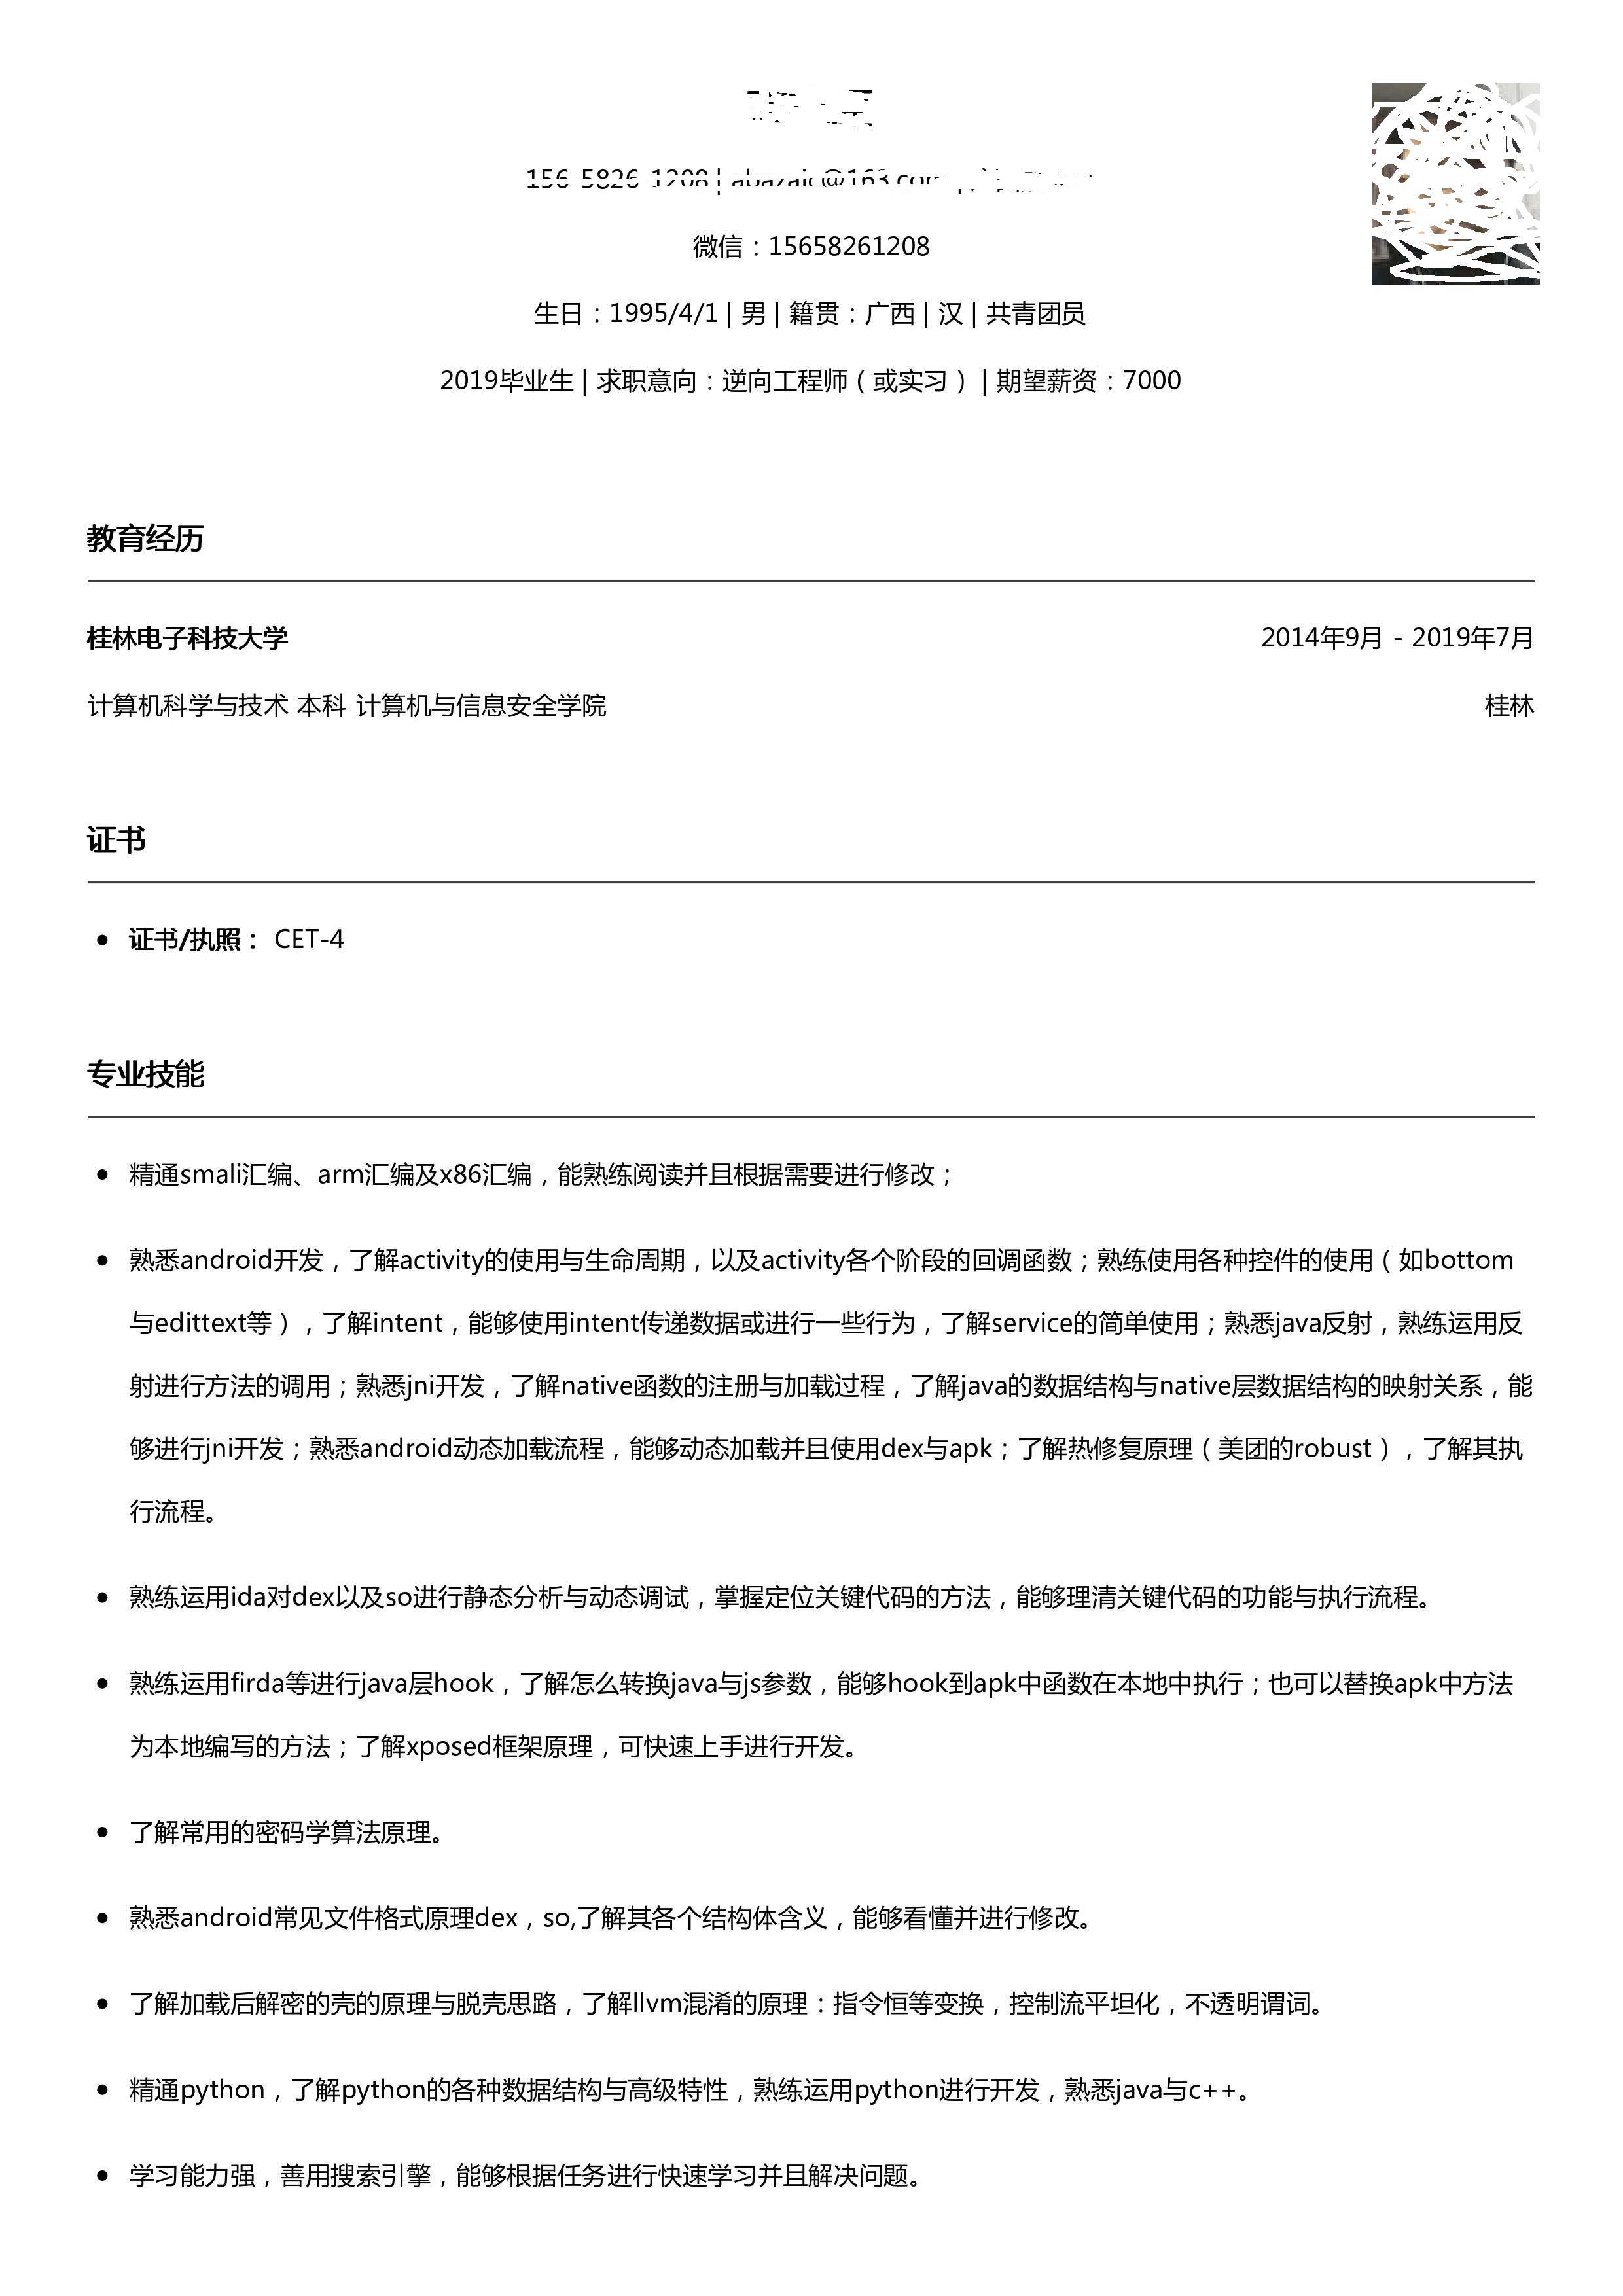 微信：15658261208
生日：1995/4/1 | 男 | 籍贯：广西 | 汉 | 共青团员
2019毕业生 | 求职意向：逆向工程师（或实习） | 期望薪资：7000
教育经历
桂林电子科技大学 2014年9月 - 2019年7月
计算机科学与技术 本科 计算机与信息安全学院 桂林
证书
• 证书/执照： CET-4
专业技能
• 精通smali汇编、arm汇编及x86汇编，能熟练阅读并且根据需要进行修改；
• 熟悉android开发，了解activity的使用与生命周期，以及activity各个阶段的回调函数；熟练使用各种控件的使用（如bottom
与edittext等），了解intent，能够使用intent传递数据或进行一些行为，了解service的简单使用；熟悉java反射，熟练运用反
射进行方法的调用；熟悉jni开发，了解native函数的注册与加载过程，了解java的数据结构与native层数据结构的映射关系，能
够进行jni开发；熟悉android动态加载流程，能够动态加载并且使用dex与apk；了解热修复原理（美团的robust），了解其执
行流程。
• 熟练运用ida对dex以及so进行静态分析与动态调试，掌握定位关键代码的方法，能够理清关键代码的功能与执行流程。
• 熟练运用firda等进行java层hook，了解怎么转换java与js参数，能够hook到apk中函数在本地中执行；也可以替换apk中方法
为本地编写的方法；了解xposed框架原理，可快速上手进行开发。
• 了解常用的密码学算法原理。
• 熟悉android常见文件格式原理dex，so,了解其各个结构体含义，能够看懂并进行修改。
• 了解加载后解密的壳的原理与脱壳思路，了解llvm混淆的原理：指令恒等变换，控制流平坦化，不透明谓词。
• 精通python，了解python的各种数据结构与高级特性，熟练运用python进行开发，熟悉java与c++。
• 学习能力强，善用搜索引擎，能够根据任务进行快速学习并且解决问题。